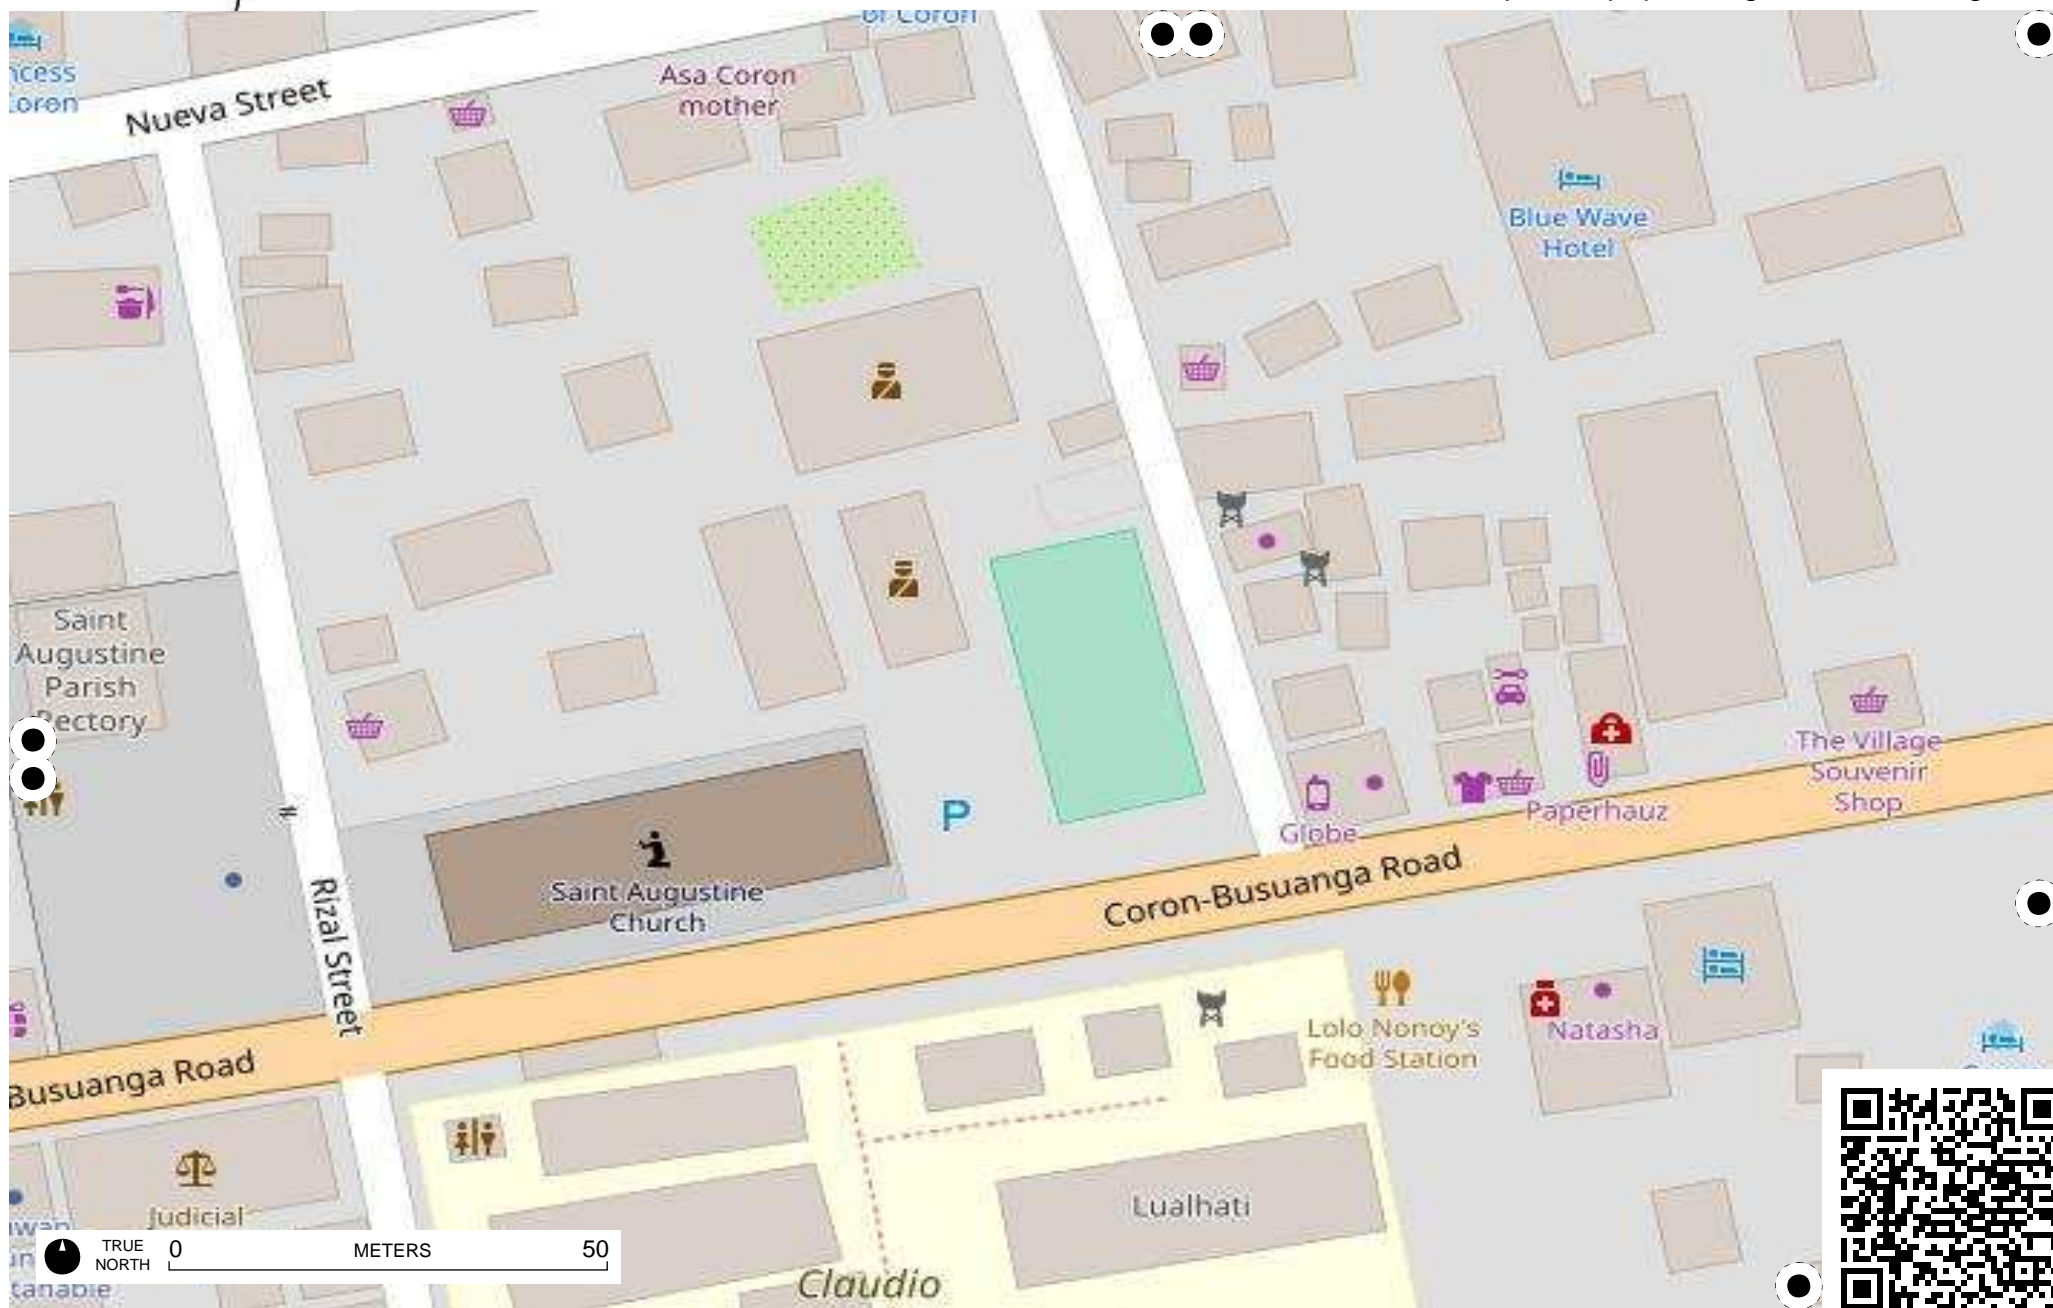 Nueva Street
Asa Coron
mother
Blue Wave
Hotel
Saint
Augustine
Parish
Rectory
Rizal Street
Saint Augustine
Church
P
Globe
Paperhauz
The Village
Souvenir
Shop
Coron-Busuanga Road
Busuanga Road
Lolo Nonoy's
Food Station
Natasha
Lualhati
Judicial
Claudio
TRUE
NORTH
0 METERS 50